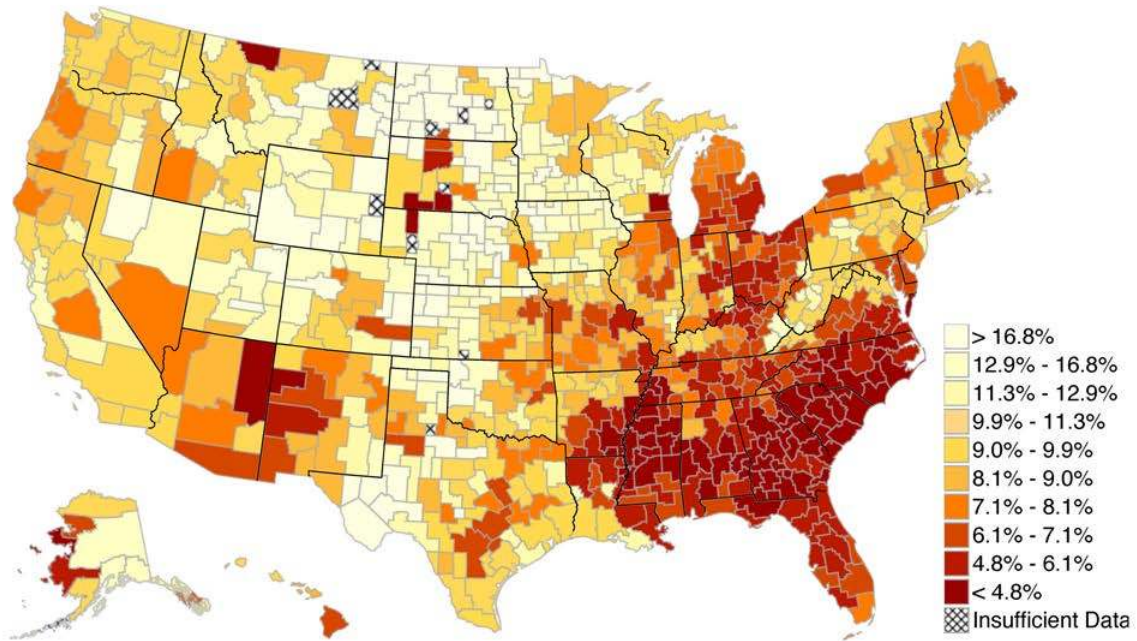 > 16.8%
12.9% - 16.8%
11.3% - 12.9%
9.9% - 11.3%
9.0% - 9.9%
8.1% - 9.0%
7.1% - 8.1%
6.1% - 7.1%
4.8% - 6.1%
< 4.8%
Insufficient Data